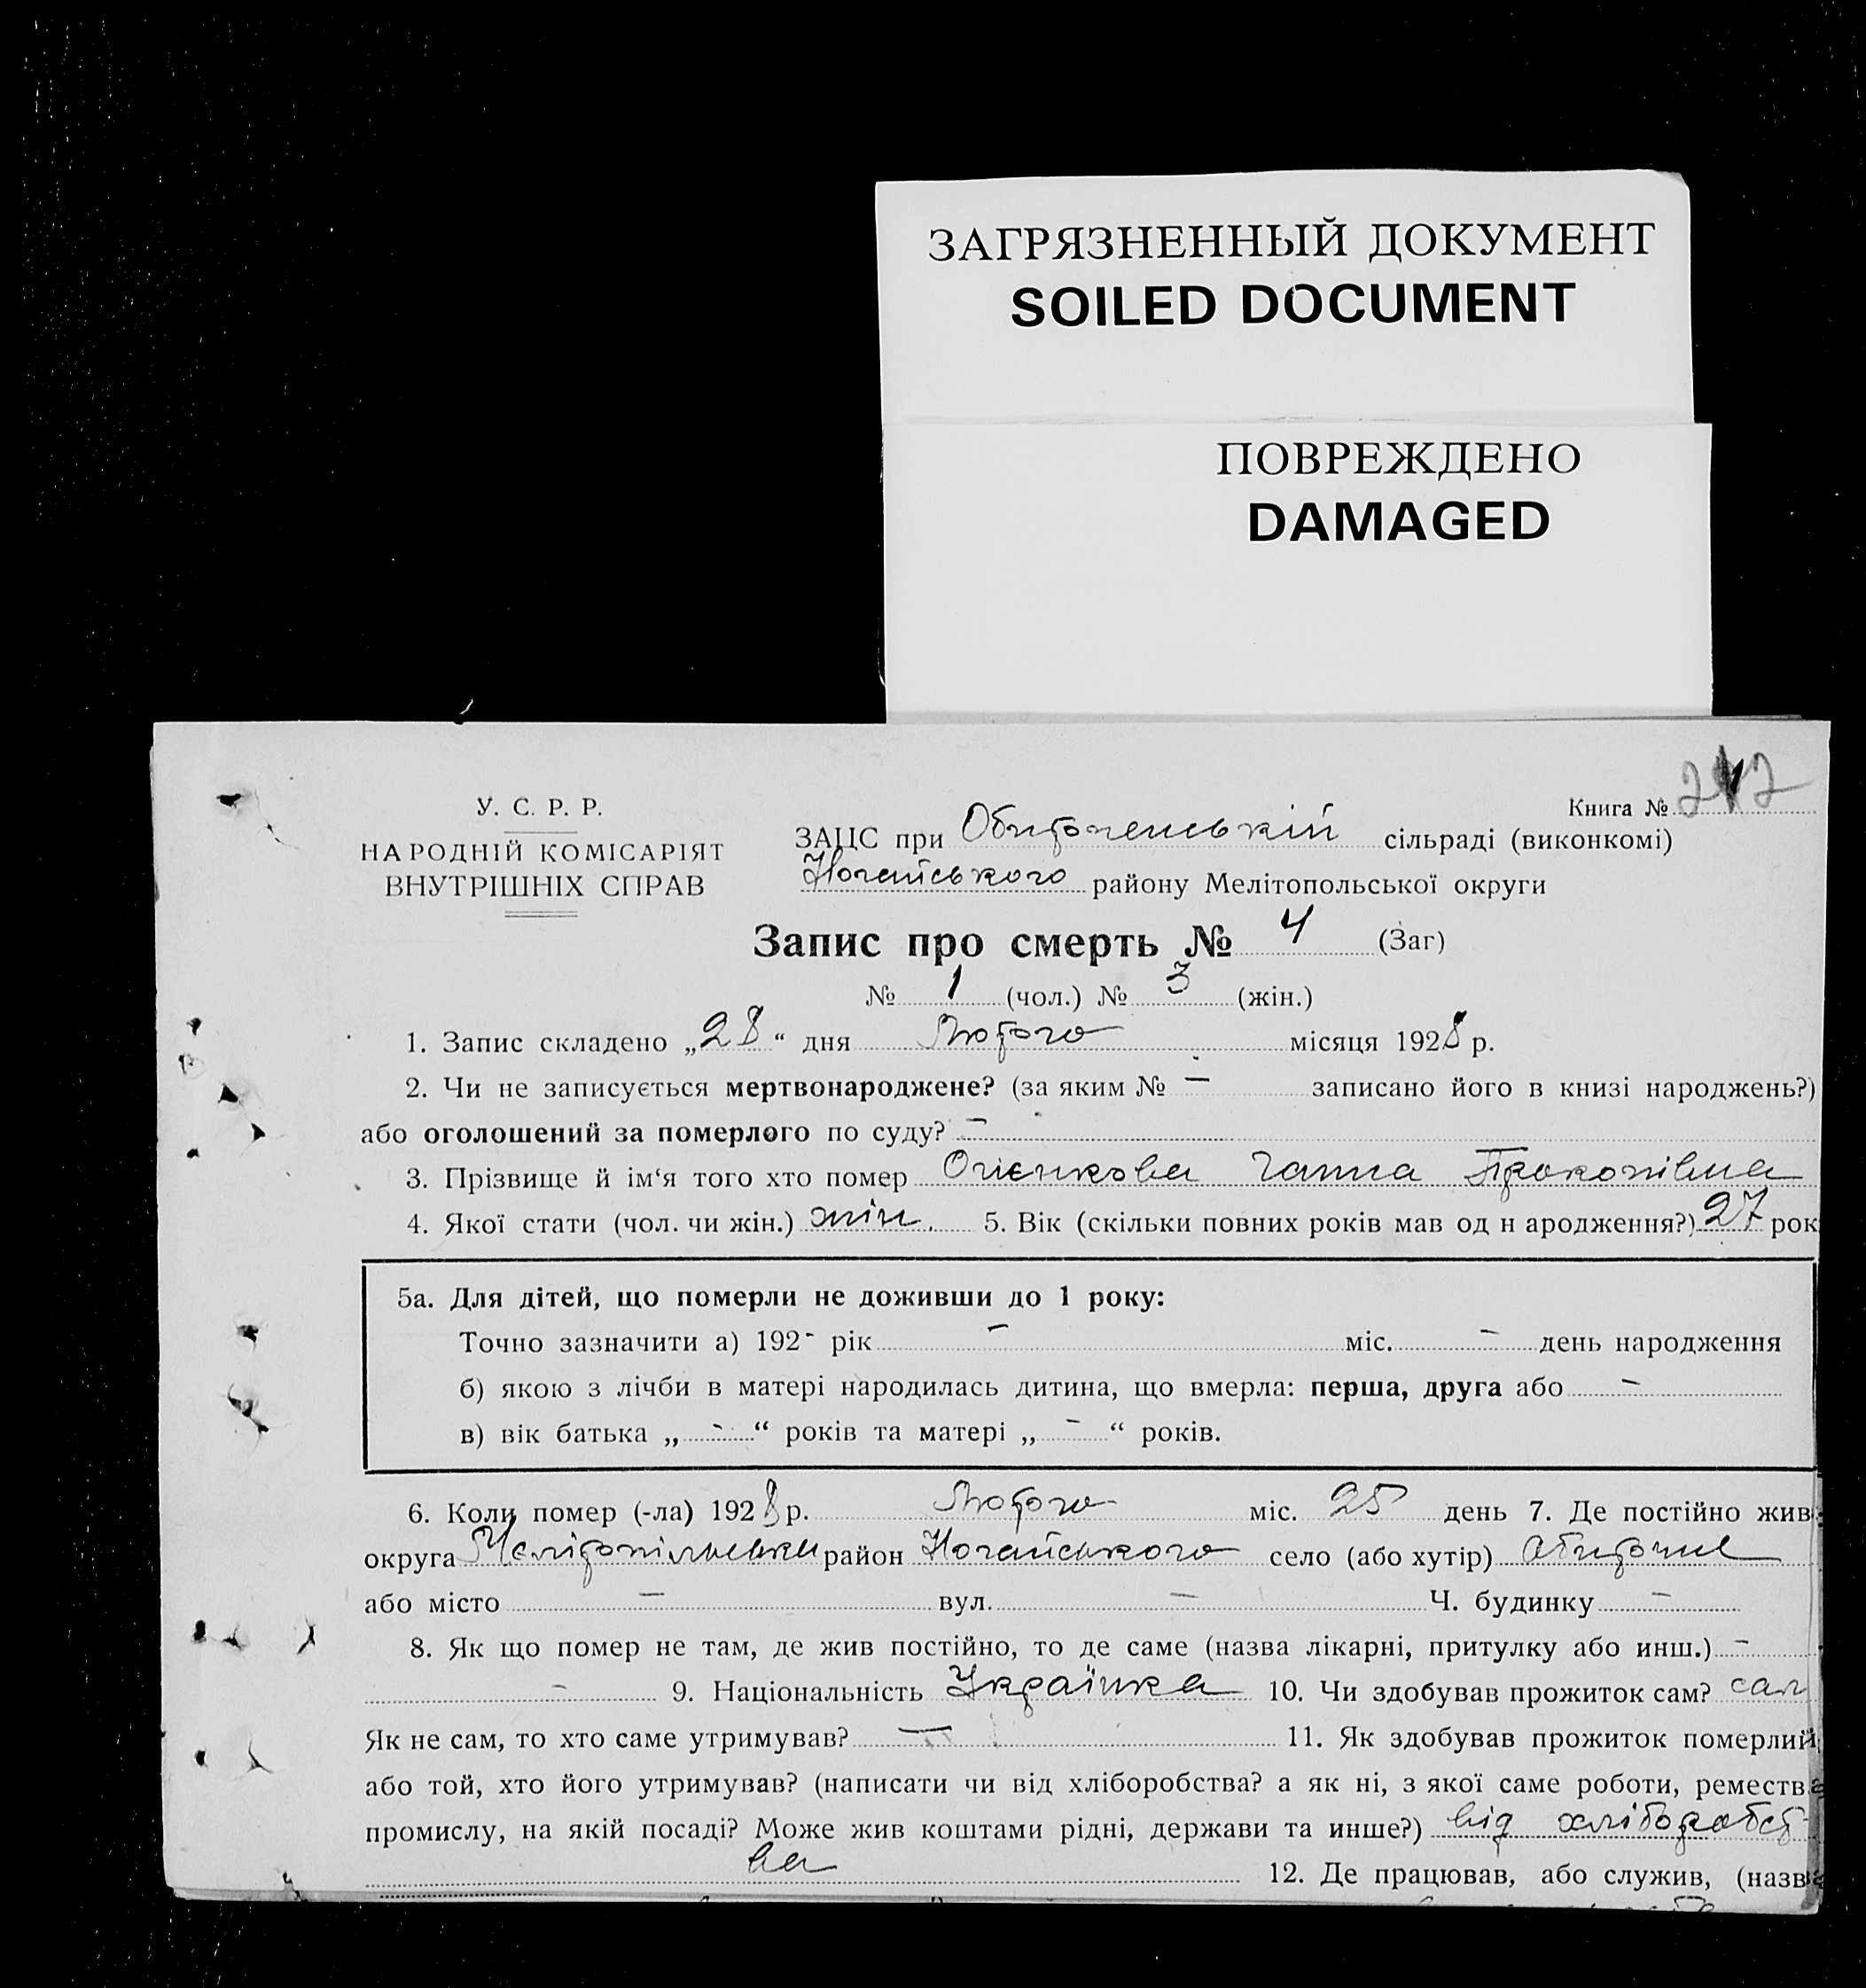 ЗАГРЯЗНЕННЫЙ ДОКУМЕНТ
SOILED DOCUMENT
ПОВРЕЖДЕНО
DAMAGED
У. С. Р. Р.
НАРОДНІЙ КОМІСАРІЯТ
ВНУТРІШНІХ СПРАВ
Книга №
ЗАЦС при Обиточенській сільраді (виконкомі)
Ногайського району Мелітопольської округи
Запис про смерть № 4 (Заг)
№ 1 (чол.) № 3 (жін.)
1. Запис складено „28“ дня Лютого місяця 1928 р.
2. Чи не записується мертвонароджене? (за яким № — записано його в книзі народжень?)
або оголошений за померлого по суду? —
3. Прізвище й ім‘я того хто помер Огієнкова Ганна Прокопівна
4. Якої стати (чол. чи жін.) жін. 5. Вік (скільки повних років мав од н ародження?) 27 рок
5а. Для дітей, що померли не доживши до 1 року:
Точно зазначити а) 192- рік — міс. — день народження
б) якою з лічби в матері народилась дитина, що вмерла: перша, друга або —
в) вік батька „ - “ років та матері „ - “ років.
6. Коли помер (-ла) 1928 р. Лютого міс. 25 день 7. Де постійно жив
округа Мелітопільськи район Ногайського село (або хутір) Обиточне
або місто — вул. — Ч. будинку —
8. Як що помер не там, де жив постійно, то де саме (назва лікарні, притулку або инш.) —
— 9. Національність Українка 10. Чи здобував прожиток сам? сам
Як не сам, то хто саме утримував? — 11. Як здобував прожиток померлий
або той, хто його утримував? (написати чи від хліборобства? а як ні, з якої саме роботи, ремества
промислу, на якій посаді? Може жив коштами рідні, держави та инше?) від хліборобст
ва 12. Де працював, або служив, (назва